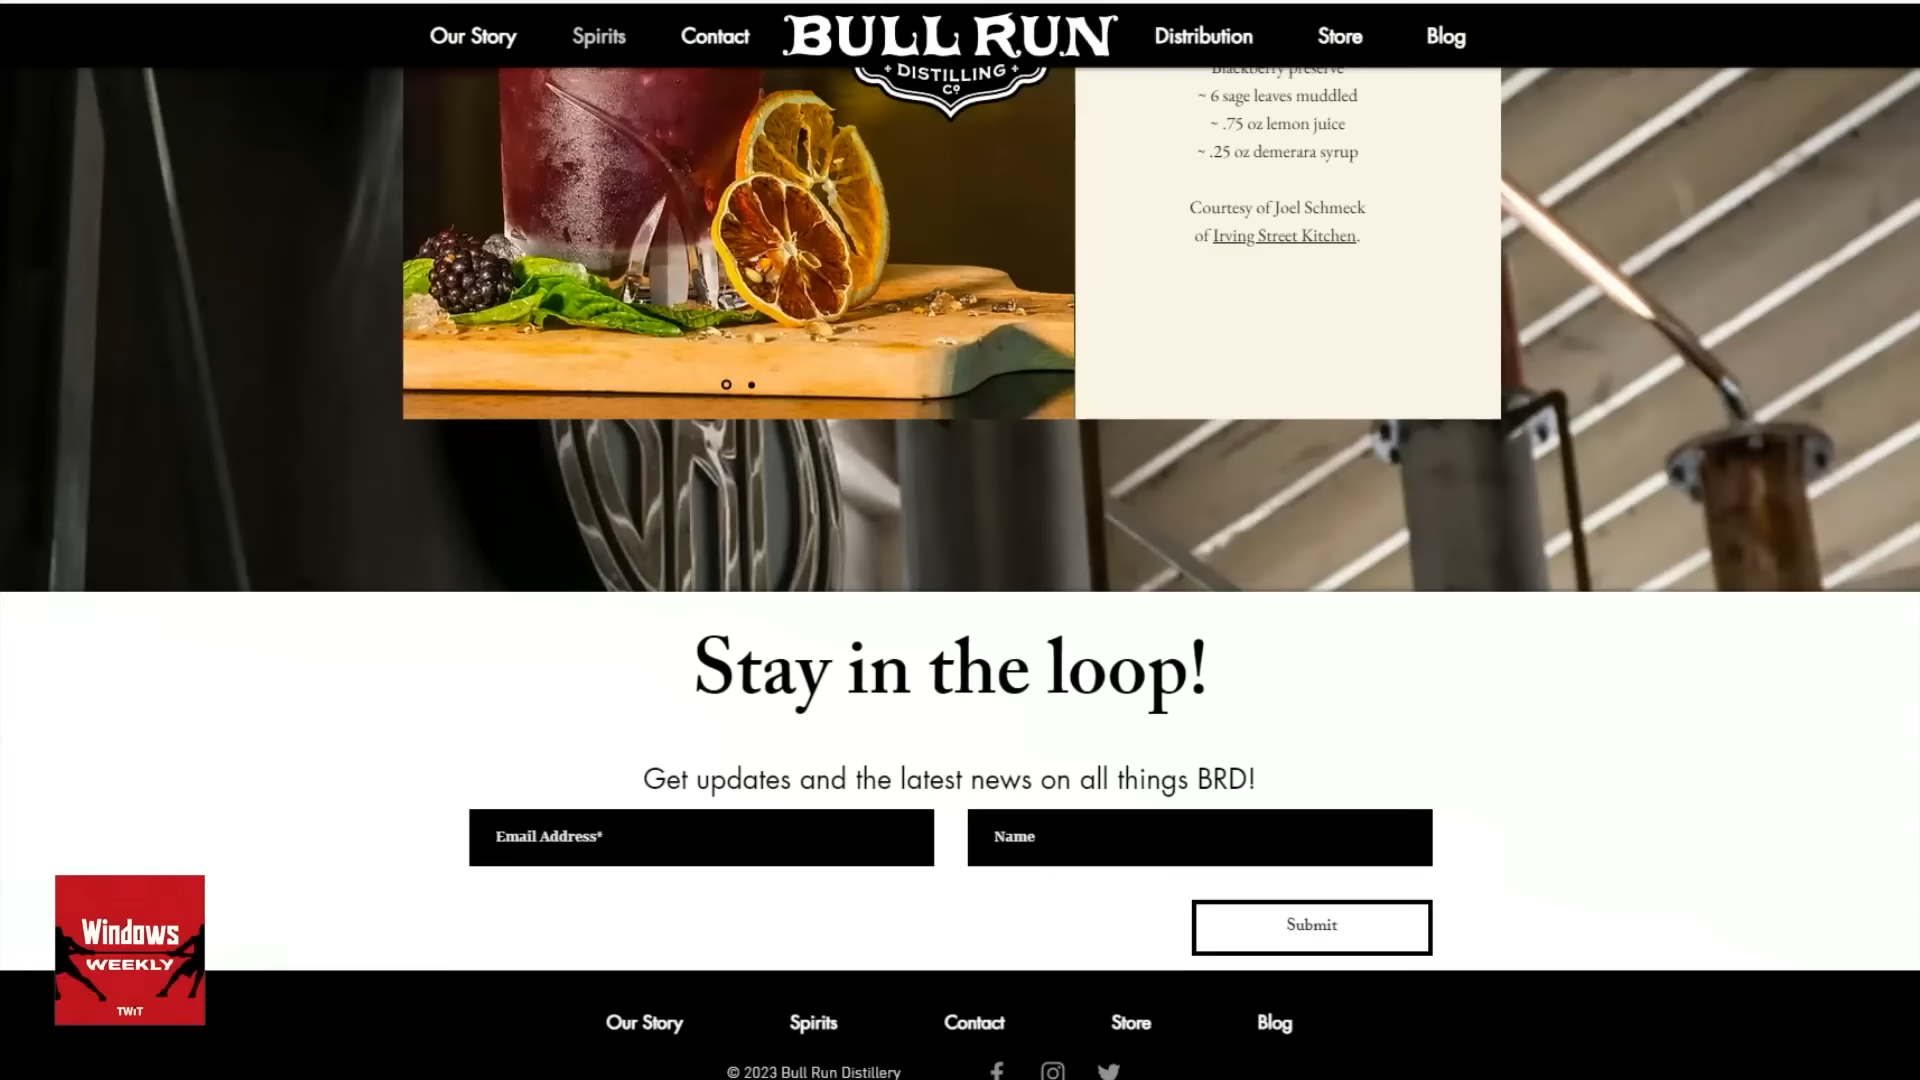 Our Story
Spirits
Contact
BULL RUN
DISTILLING
Cº
Distribution
Store
Blog
Blackberry preserve
~ 6 sage leaves muddled
~ .75 oz lemon juice
~ .25 oz demerara syrup
Courtesy of Joel Schmeck
of Irving Street Kitchen.
Stay in the loop!
Get updates and the latest news on all things BRD!
Email Address*
Name
Submit
Windows
WEEKLY
TWiT
Our Story
Spirits
Contact
Store
Blog
© 2023 Bull Run Distillery